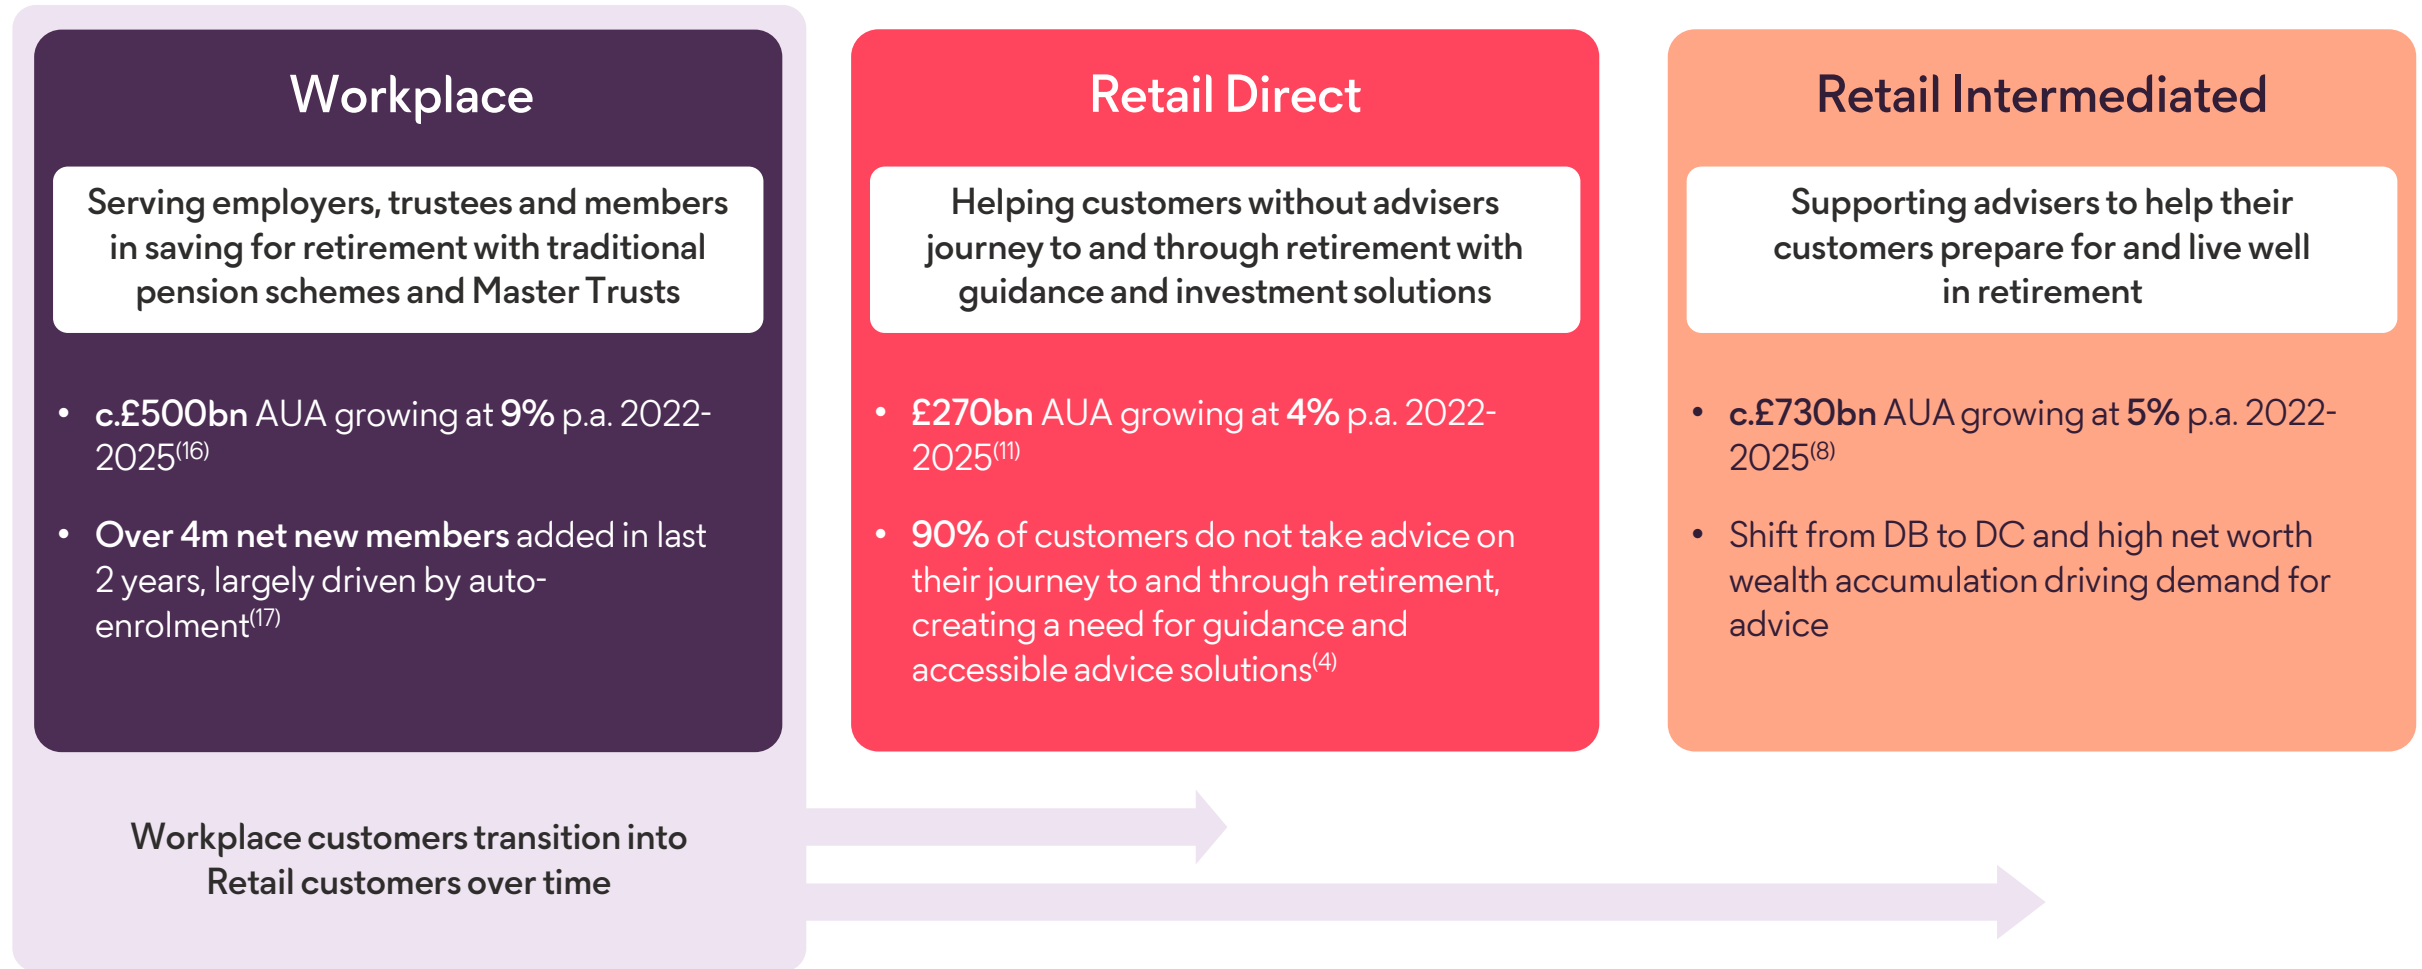 Workplace
Serving employers, trustees and members
in saving for retirement with traditional
pension schemes and Master Trusts
• c.£500bn AUA growing at 9% p.a. 2022-
2025(16)
• Over 4m net new members added in last
2 years, largely driven by auto-
enrolment(17)
Workplace customers transition into
Retail customers over time
Retail Direct
Helping customers without advisers
journey to and through retirement with
guidance and investment solutions
• £270bn AUA growing at 4% p.a. 2022-
2025(11)
• 90% of customers do not take advice on
their journey to and through retirement,
creating a need for guidance and
accessible advice solutions(4)
Retail Intermediated
Supporting advisers to help their
customers prepare for and live well
in retirement
• c.£730bn AUA growing at 5% p.a. 2022-
2025(8)
• Shift from DB to DC and high net worth
wealth accumulation driving demand for
advice